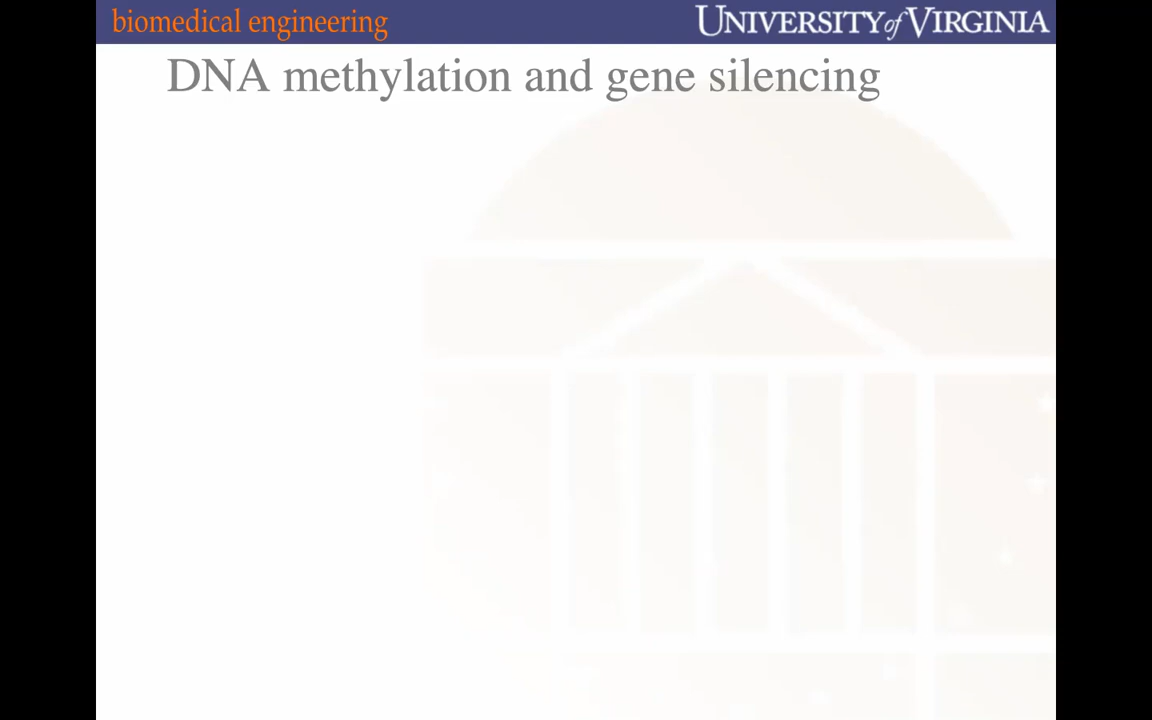 biomedical engineering
UNIVERSITY of VIRGINIA
DNA methylation and gene silencing